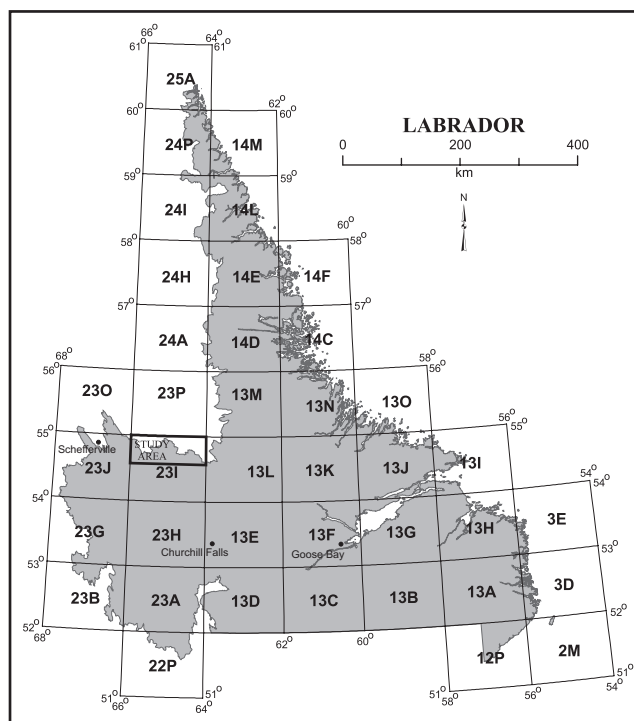 66° 64°
61° 61°
25A
62°
60° 60°
LABRADOR
24P 14M
0 200 400
km
59° 59°
N
24I 14L
60°
58° 58°
24H 14E 14F
57° 57°
24A 14D 14C
68° 58°
56° 56°
23O 23P 13M 13N 13O
56°
55° 55°
Schefferville
STUDY
AREA
23J 23I 13L 13K 13J 13I
54° 54°
54°
23G 23H 13E 13F 13G 13H 3E
Churchill Falls Goose Bay
53° 53°
23B 23A 13D 13C 13B 13A 3D
52° 52°
68° 62° 60°
22P 12P 2M
51° 51° 51°
66° 64° 58° 56° 54°